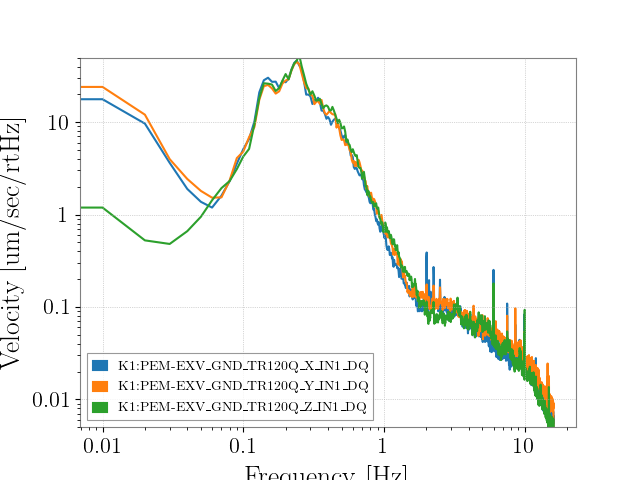 Velocity [um/sec/rtHz]
10
1
0.1
0.01
K1:PEM-EXV_GND_TR120Q_X_IN1_DQ
K1:PEM-EXV_GND_TR120Q_Y_IN1_DQ
K1:PEM-EXV_GND_TR120Q_Z_IN1_DQ
0.01 0.1 1 10
Frequency [Hz]